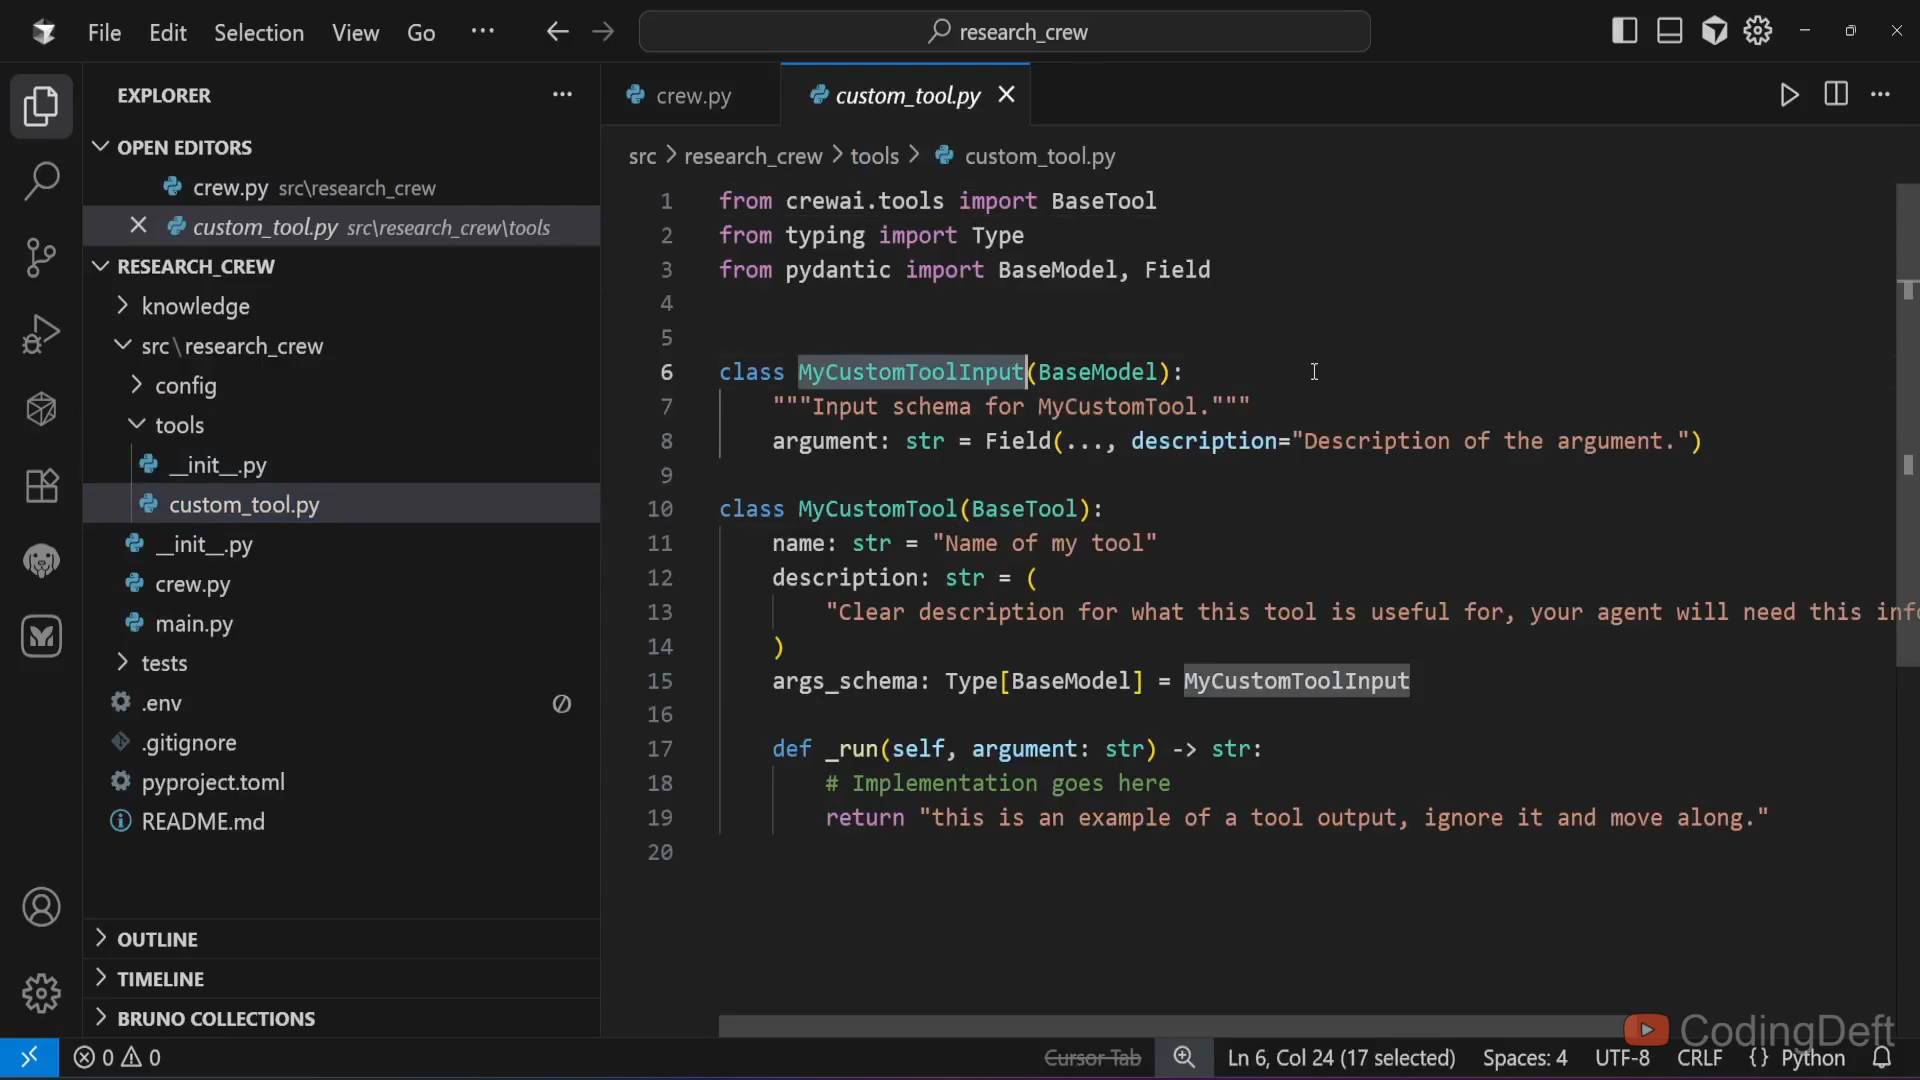 File Edit Selection View Go ··· research_crew
EXPLORER ···
OPEN EDITORS
crew.py src\research_crew
custom_tool.py src\research_crew\tools
RESEARCH_CREW
knowledge
src\research_crew
config
tools
__init__.py
custom_tool.py
__init__.py
crew.py
main.py
tests
.env
.gitignore
pyproject.toml
README.md
OUTLINE
TIMELINE
BRUNO COLLECTIONS
crew.py custom_tool.py
src > research_crew > tools > custom_tool.py
1 from crewai.tools import BaseTool
2 from typing import Type
3 from pydantic import BaseModel, Field
4
5
6 class MyCustomToolInput(BaseModel):
7     """Input schema for MyCustomTool."""
8     argument: str = Field(..., description="Description of the argument.")
9
10 class MyCustomTool(BaseTool):
11     name: str = "Name of my tool"
12     description: str = (
13         "Clear description for what this tool is useful for, your agent will need this info
14     )
15     args_schema: Type[BaseModel] = MyCustomToolInput
16
17     def _run(self, argument: str) -> str:
18         # Implementation goes here
19         return "this is an example of a tool output, ignore it and move along."
20
CodingDeft
0 0 Cursor Tab Ln 6, Col 24 (17 selected) Spaces: 4 UTF-8 CRLF {} Python